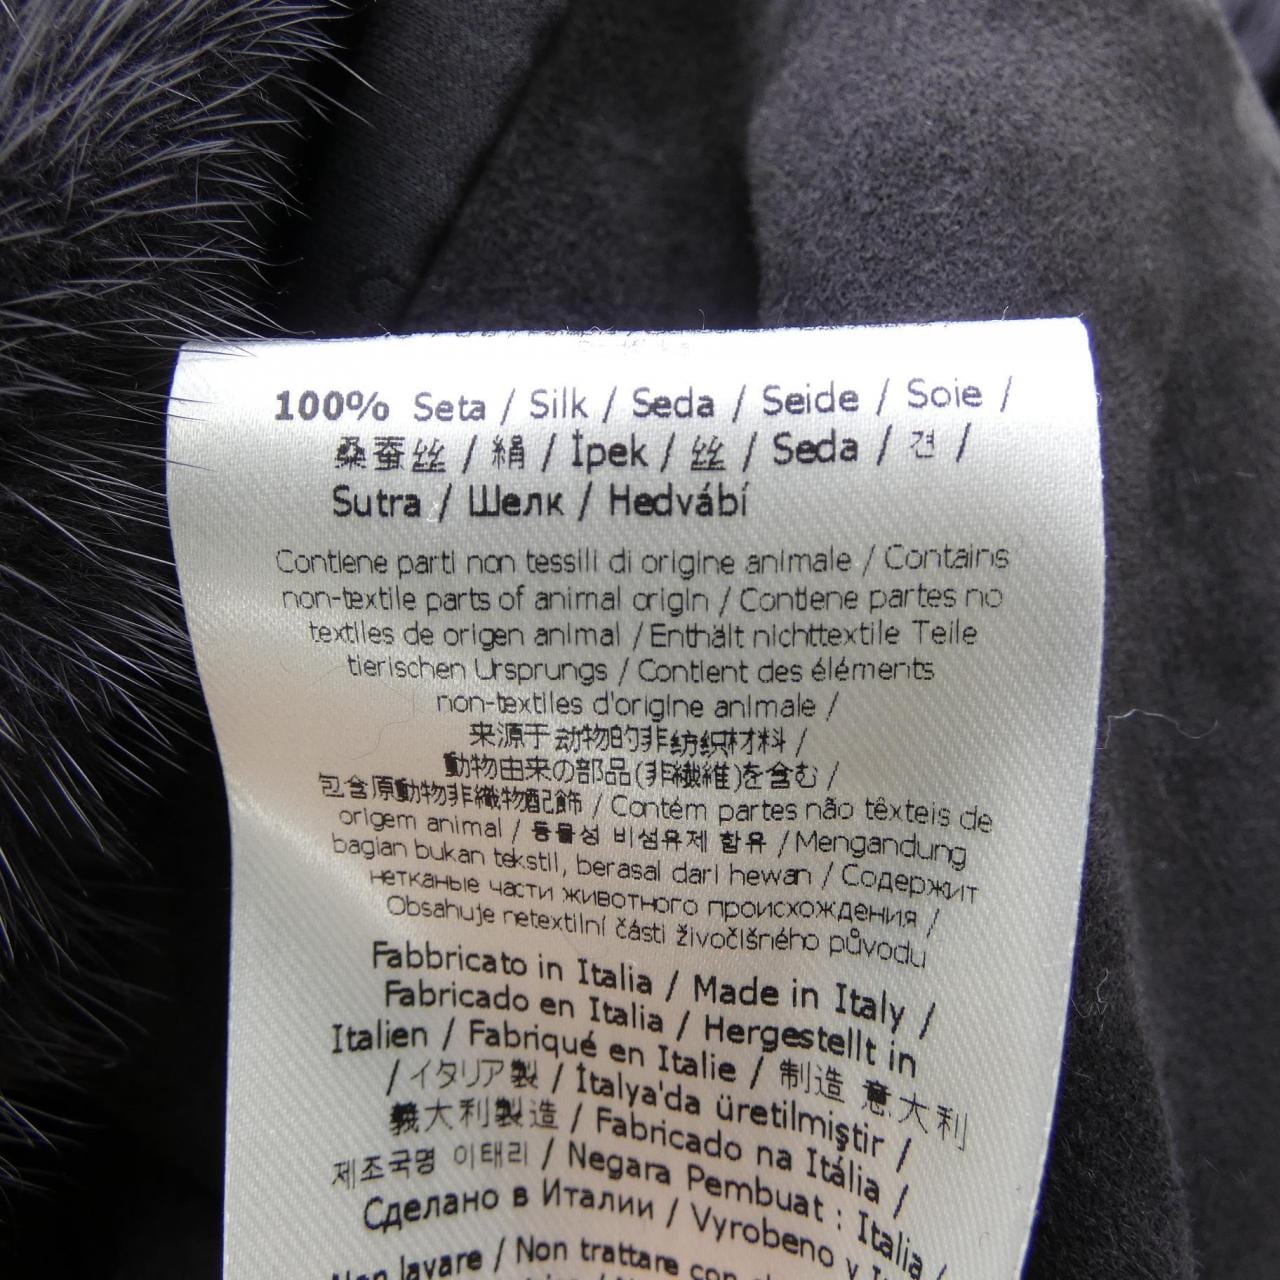 100% Seta / Silk / Seda / Seide / Soie /
桑蚕丝 / 絹 / İpek / 丝 / Seda / 견 /
Sutra / Шелк / Hedvábí
Contiene parti non tessili di origine animale / Contains
non-textile parts of animal origin / Contiene partes no
textiles de origen animal / Enthält nichttextile Teile
tierischen Ursprungs / Contient des éléments
non-textiles d'origine animale /
来源于动物的非纺织材料 /
動物由来の部品(非繊維)を含む /
包含原動物非織物配飾 / Contém partes não têxteis de
origem animal / 동물성 비섬유제 함유 / Mengandung
bagian bukan tekstil, berasal dari hewan / Содержит
нетканые части животного происхождения /
Obsahuje netextilní části živočišného původu
Fabbricato in Italia / Made in Italy /
Fabricado en Italia / Hergestellt in
Italien / Fabriqué en Italie / 制造 意大利
/ イタリア製 / İtalya'da üretilmiştir /
義大利製造 / Fabricado na Itália /
제조국명 이태리 / Negara Pembuat : Italia /
Сделано в Италии / Vyrobeno v
Non lavare / Non trattare con